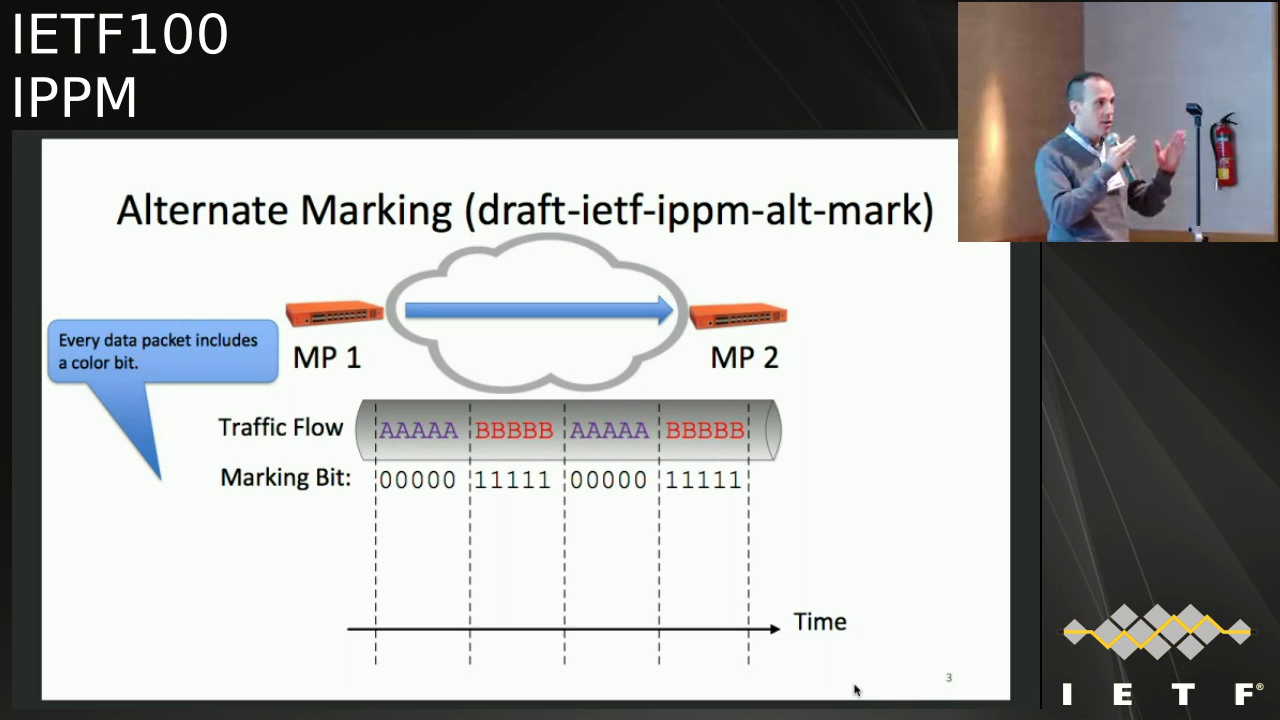 IETF100
IPPM
Alternate Marking (draft-ietf-ippm-alt-mark)
Every data packet includes
a color bit.
MP 1
MP 2
Traffic Flow
AAAAA BBBBB AAAAA BBBBB
Marking Bit:
00000 11111 00000 11111
Time
3
I E T F®